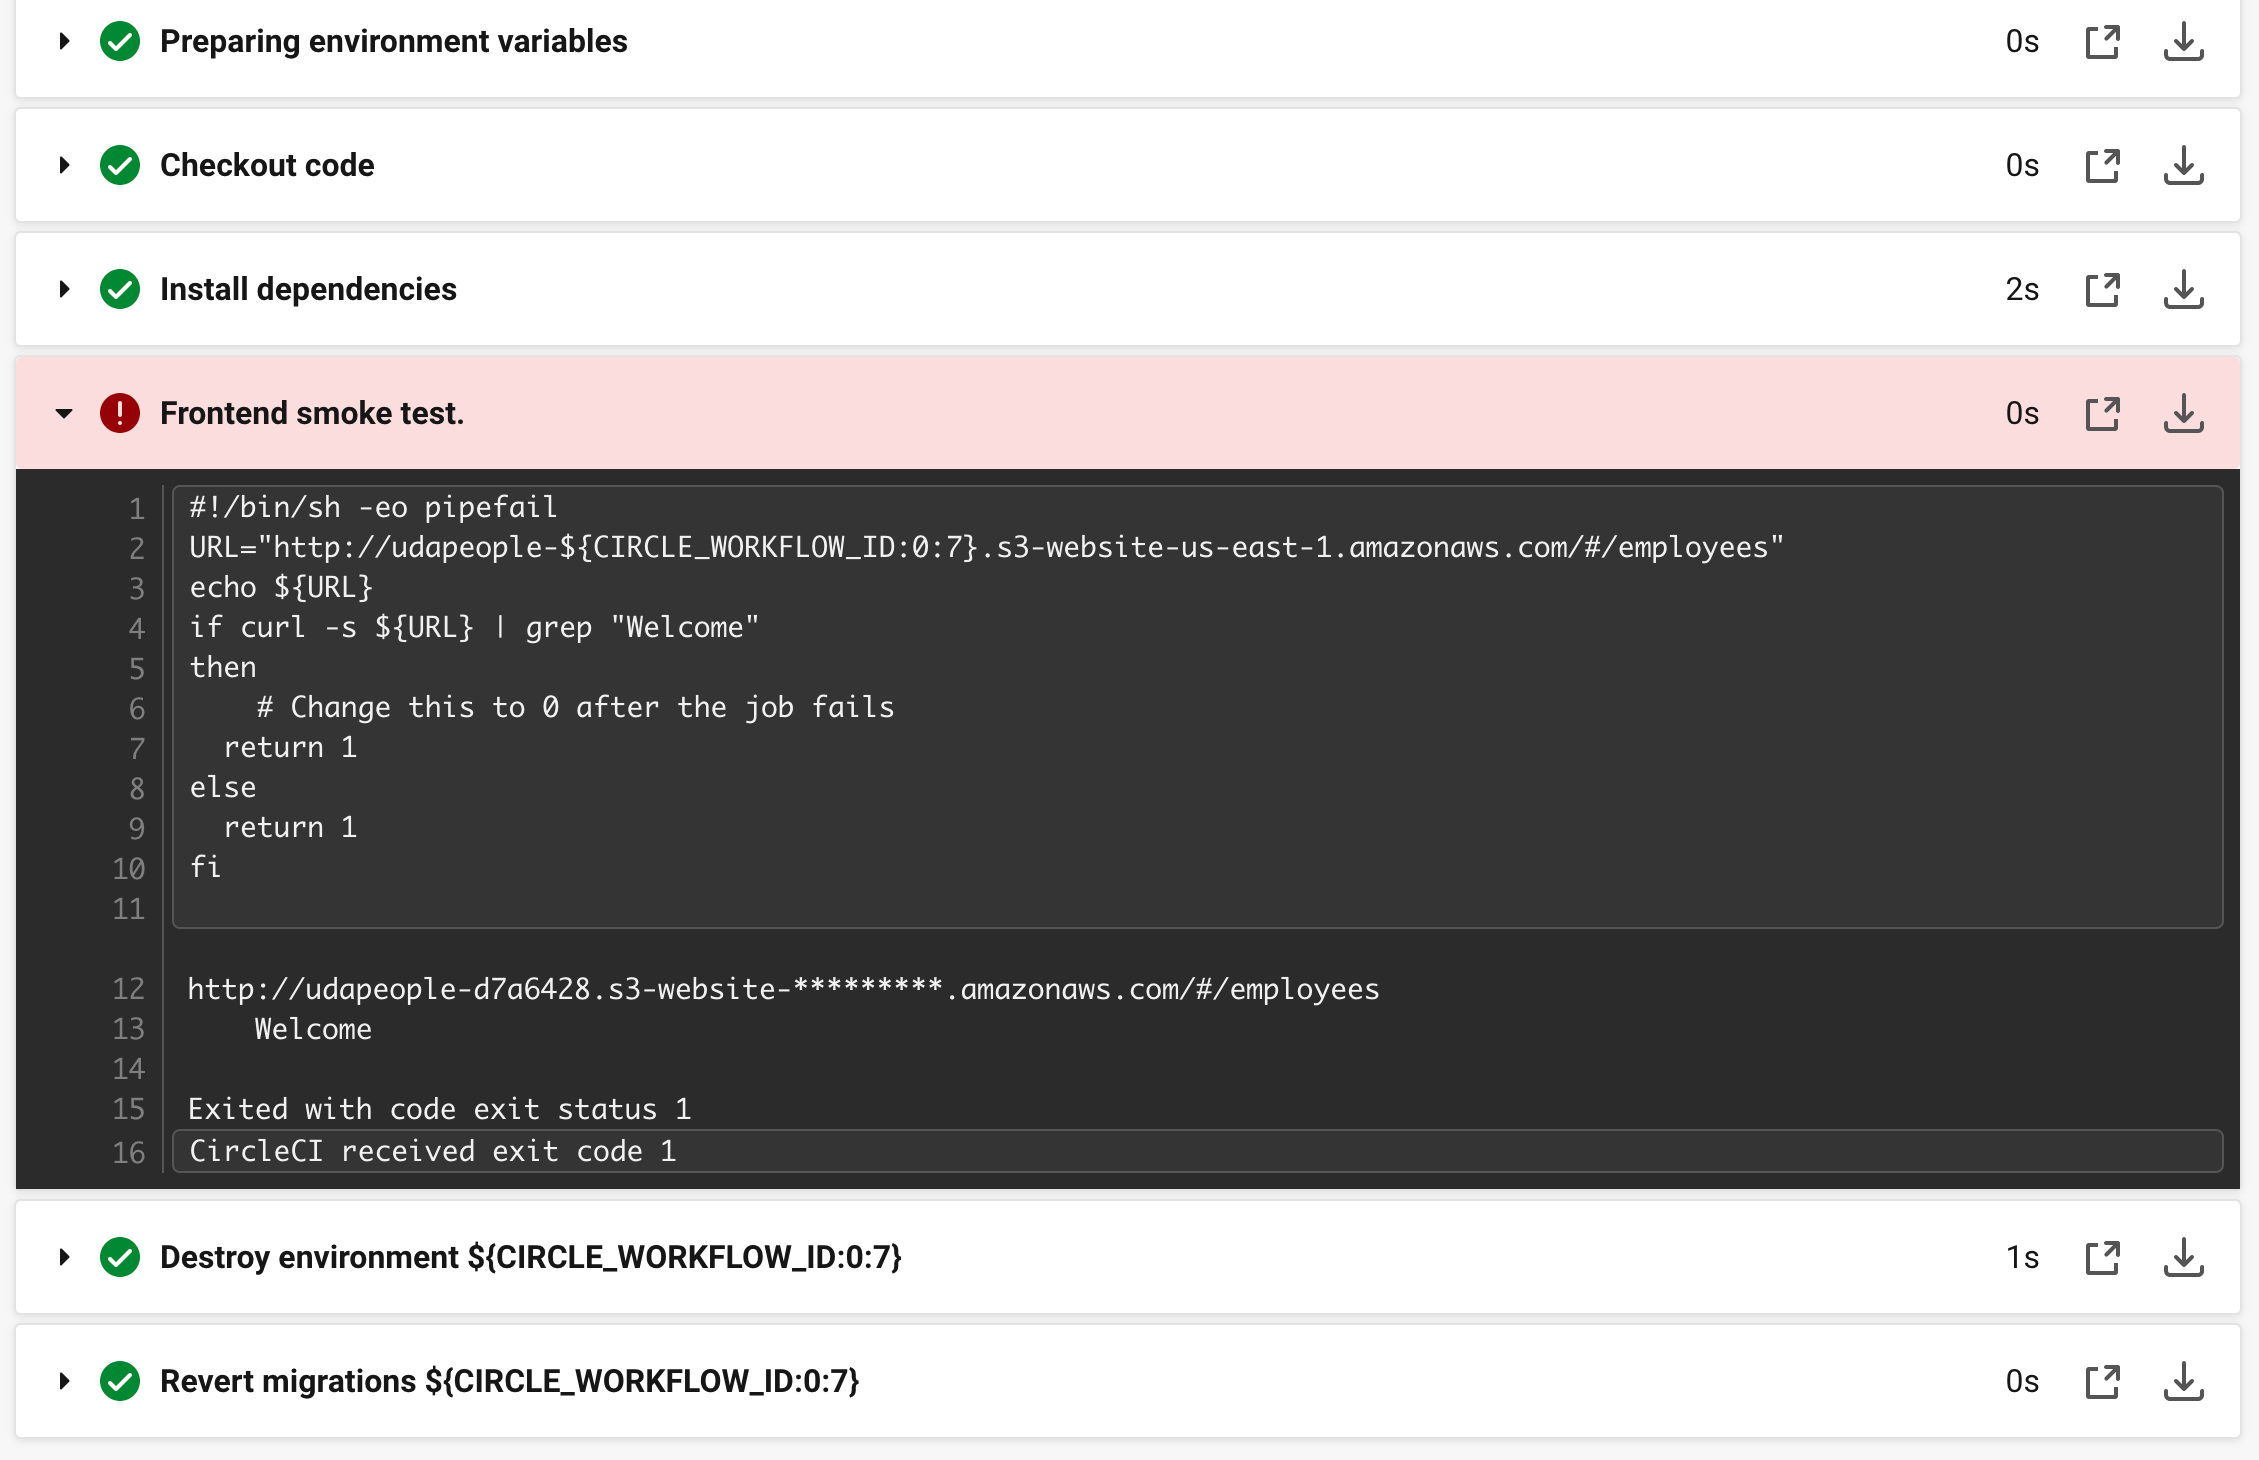 Preparing environment variables 0s
Checkout code 0s
Install dependencies 2s
Frontend smoke test. 0s
1 #!/bin/sh -eo pipefail
2 URL="http://udapeople-${CIRCLE_WORKFLOW_ID:0:7}.s3-website-us-east-1.amazonaws.com/#/employees"
3 echo ${URL}
4 if curl -s ${URL} | grep "Welcome"
5 then
6     # Change this to 0 after the job fails
7   return 1
8 else
9   return 1
10 fi
11
12 http://udapeople-d7a6428.s3-website-*********.amazonaws.com/#/employees
13     Welcome
14
15 Exited with code exit status 1
16 CircleCI received exit code 1
Destroy environment ${CIRCLE_WORKFLOW_ID:0:7} 1s
Revert migrations ${CIRCLE_WORKFLOW_ID:0:7} 0s